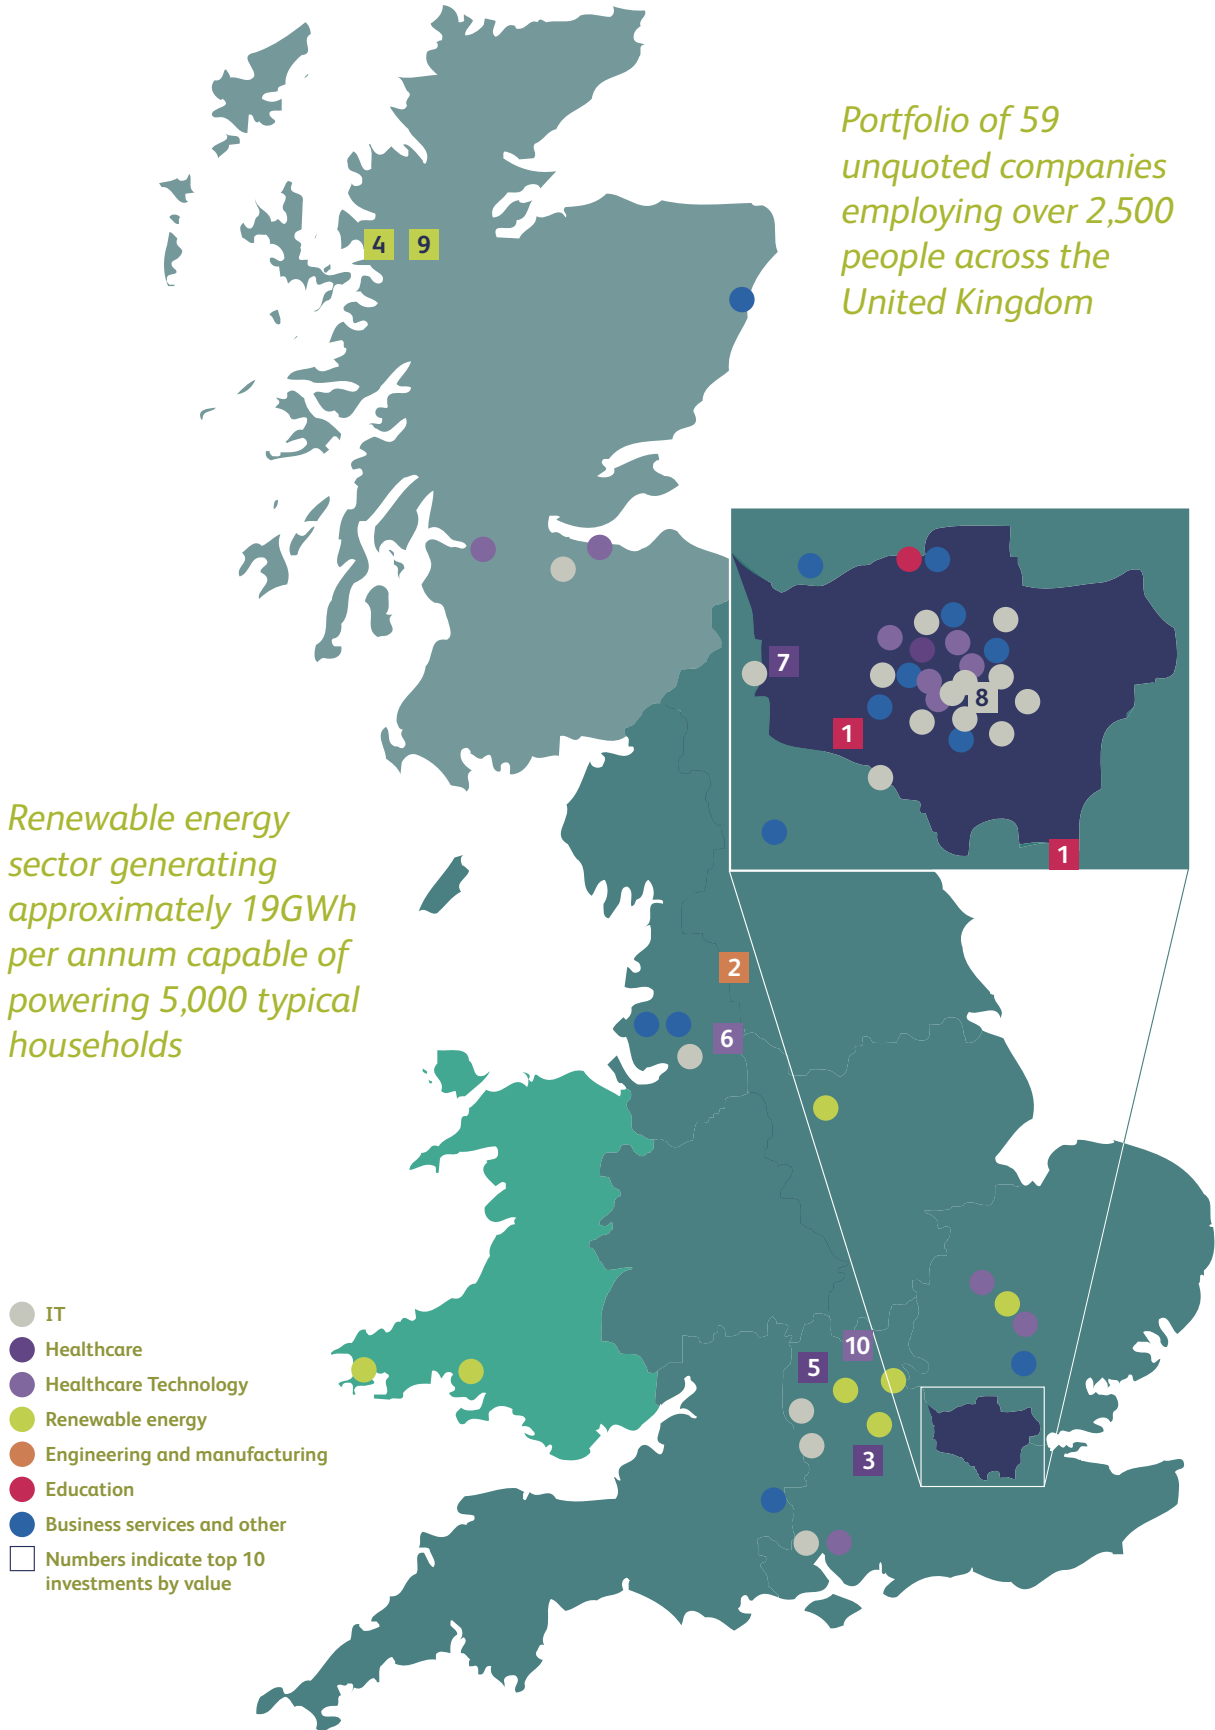 Portfolio of 59
unquoted companies
employing over 2,500
people across the
United Kingdom
4 9
7
8
1
1
Renewable energy
sector generating
approximately 19GWh
per annum capable of
powering 5,000 typical
households
2
6
10
5
3
IT
Healthcare
Healthcare Technology
Renewable energy
Engineering and manufacturing
Education
Business services and other
Numbers indicate top 10
investments by value